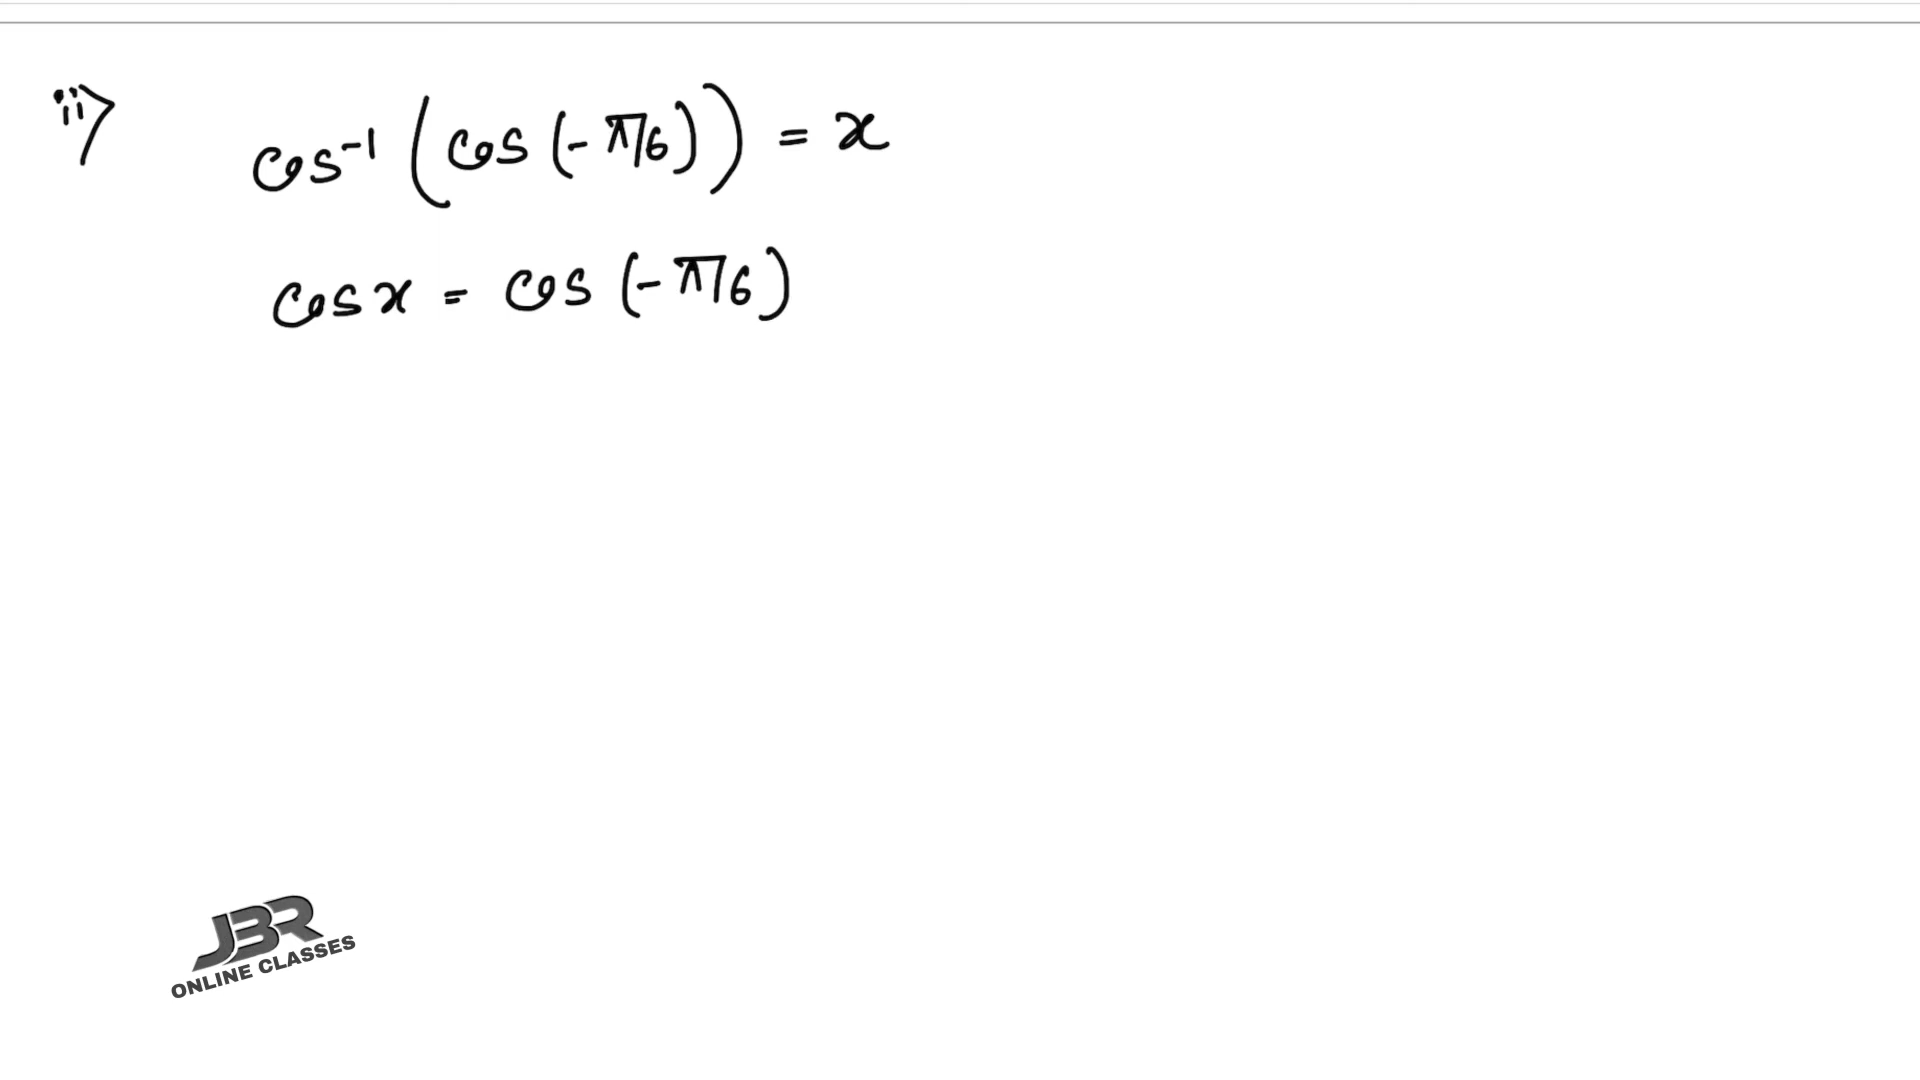 ii)
cos⁻¹ (cos (-π/6)) = x
cos x = cos (-π/6)
JBR
ONLINE CLASSES